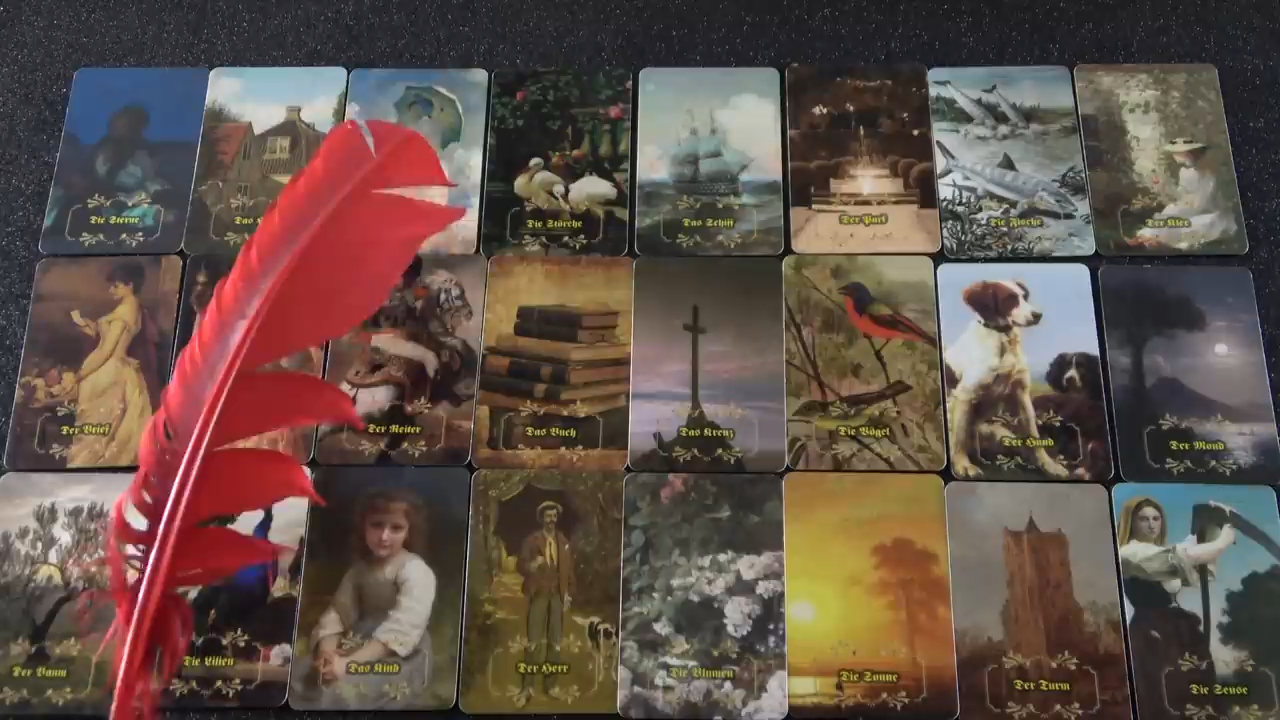 Die Sterne
Das
Die Störche
Das Schiff
Der Park
Die Fische
Der Klee
Der Brief
Der Reiter
Das Buch
Das Kreuz
Die Vögel
Der Hund
Der Mond
Der Baum
Die Lilien
Das Kind
Der Herr
Die Blumen
Die Sonne
Der Turm
Die Sense